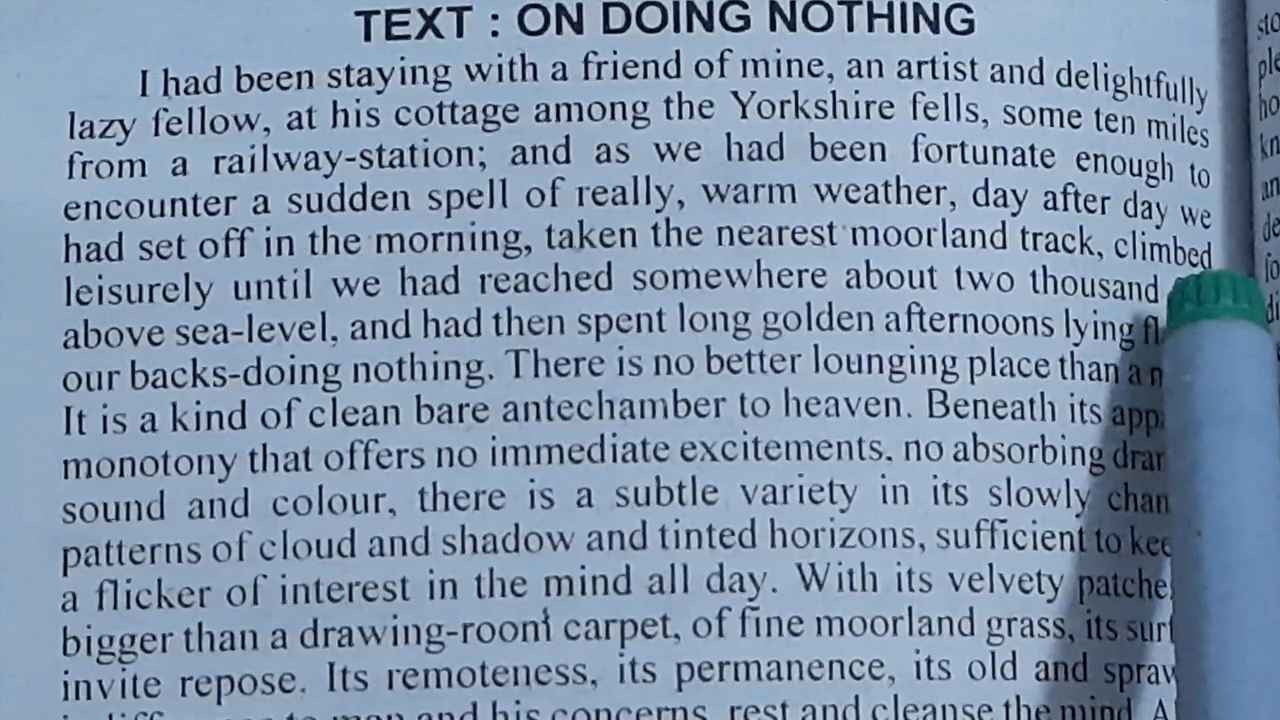 TEXT : ON DOING NOTHING
I had been staying with a friend of mine, an artist and delightfully
lazy fellow, at his cottage among the Yorkshire fells, some ten miles
from a railway-station; and as we had been fortunate enough to
encounter a sudden spell of really, warm weather, day after day we
had set off in the morning, taken the nearest moorland track, climbed
leisurely until we had reached somewhere about two thousand
above sea-level, and had then spent long golden afternoons lying
our backs-doing nothing. There is no better lounging place than a
It is a kind of clean bare antechamber to heaven. Beneath its
monotony that offers no immediate excitements. no absorbing
sound and colour, there is a subtle variety in its slowly
patterns of cloud and shadow and tinted horizons, sufficient to
a flicker of interest in the mind all day. With its velvety
bigger than a drawing-room carpet, of fine moorland grass, its
invite repose. Its remoteness, its permanence, its old and
to man and his concerns, rest and cleanse the mind.